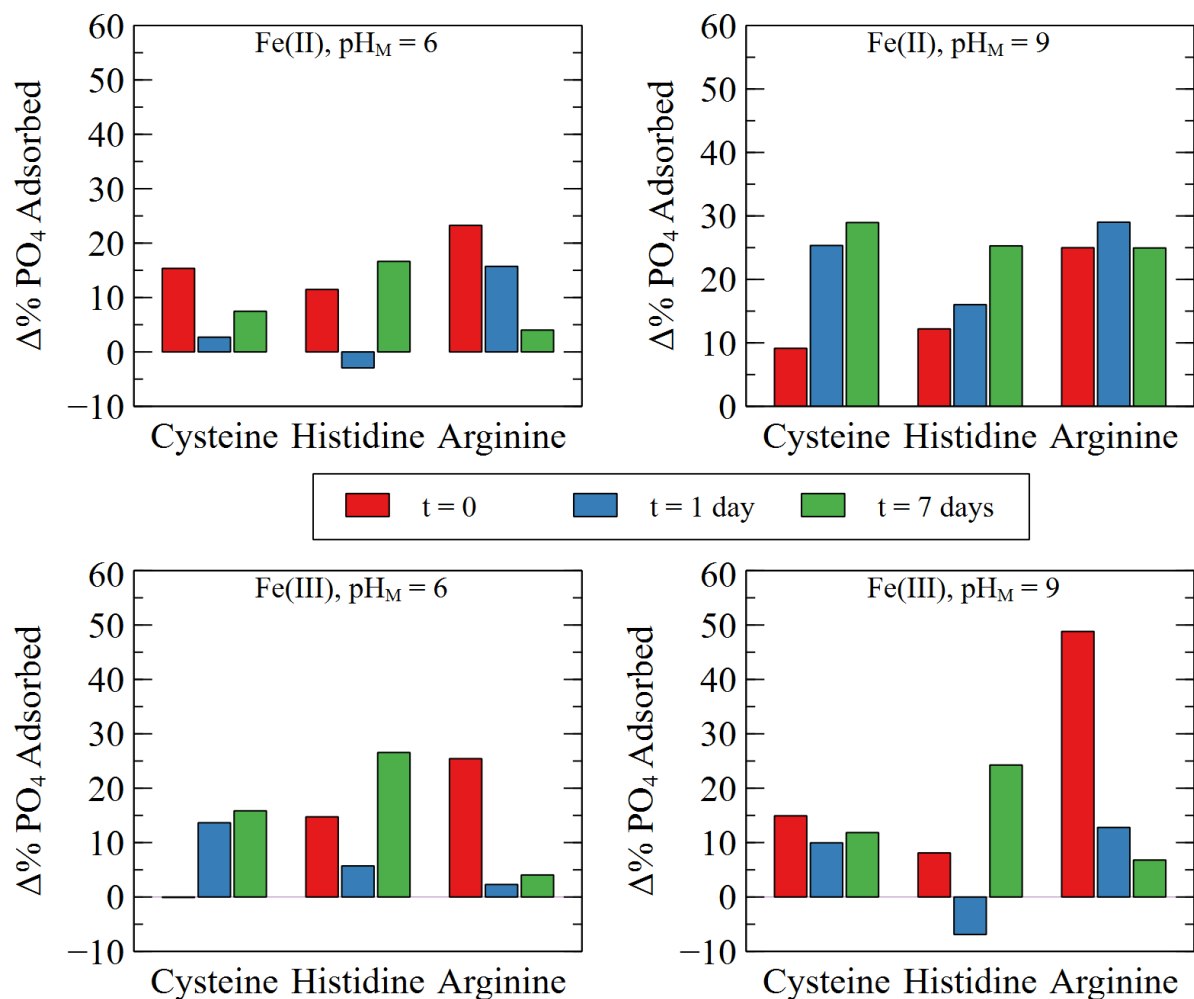 Fe(II), pHM = 6
Δ% PO4 Adsorbed
60
50
40
30
20
10
0
−10
Cysteine Histidine Arginine
Fe(II), pHM = 9
Δ% PO4 Adsorbed
60
50
40
30
20
10
0
Cysteine Histidine Arginine
t = 0 t = 1 day t = 7 days
Fe(III), pHM = 6
Δ% PO4 Adsorbed
60
50
40
30
20
10
0
−10
Cysteine Histidine Arginine
Fe(III), pHM = 9
Δ% PO4 Adsorbed
60
50
40
30
20
10
0
−10
Cysteine Histidine Arginine